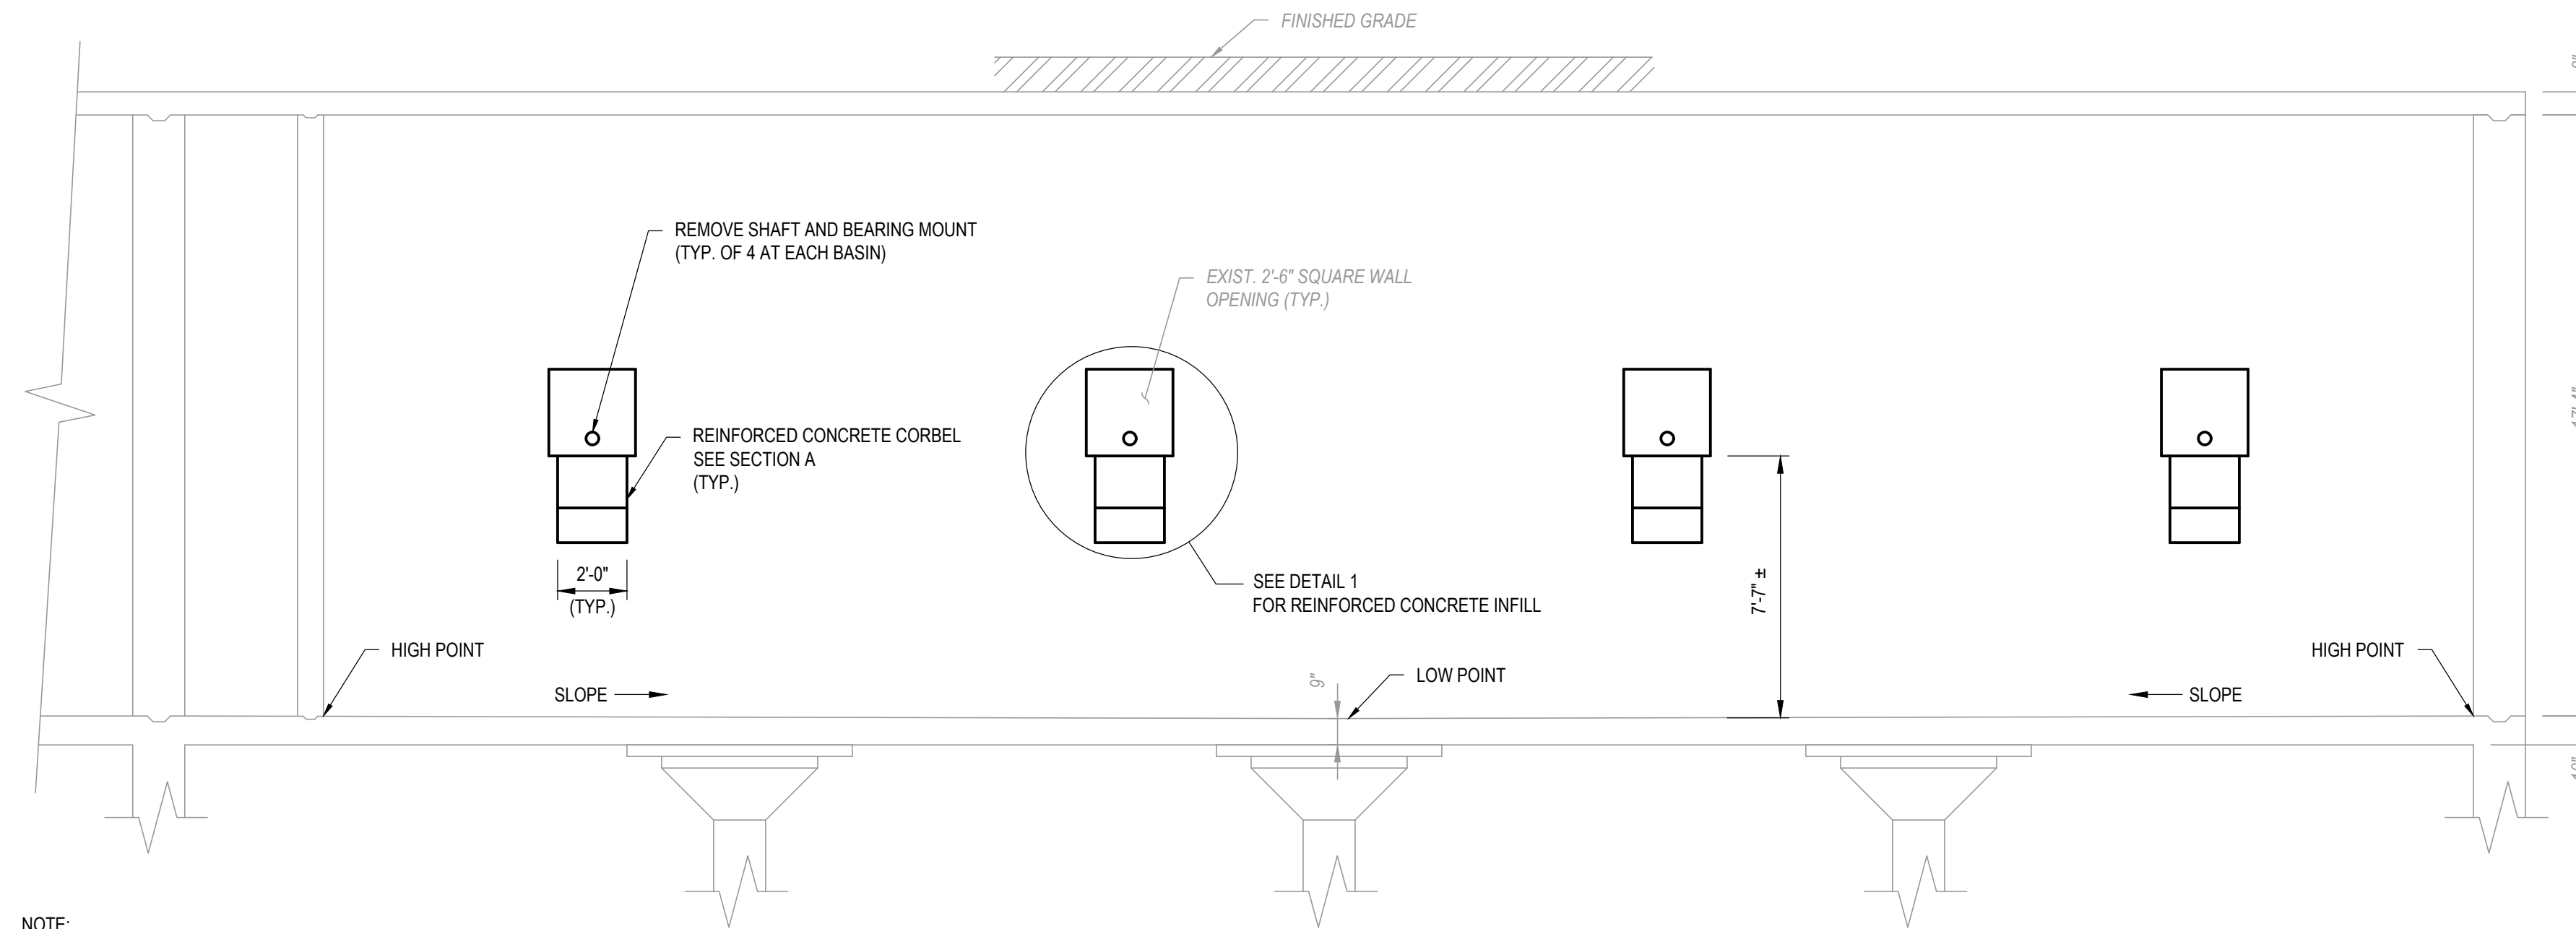 FINISHED GRADE
REMOVE SHAFT AND BEARING MOUNT
(TYP. OF 4 AT EACH BASIN)
EXIST. 2'-6" SQUARE WALL
OPENING (TYP.)
REINFORCED CONCRETE CORBEL
SEE SECTION A
(TYP.)
2'-0"
(TYP.)
SEE DETAIL 1
FOR REINFORCED CONCRETE INFILL
7'-7" ±
HIGH POINT
SLOPE
9"
LOW POINT
HIGH POINT
SLOPE
NOTE: